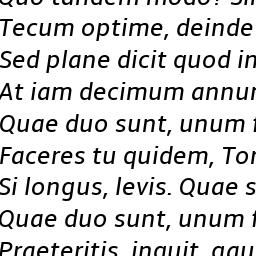 Quo tandem modo? Si
Tecum optime, deinde
Sed plane dicit quod in
At iam decimum annu
Quae duo sunt, unum
Faceres tu quidem, Tor
Si longus, levis. Quae s
Quae duo sunt, unum
Praeteritis, inquit, gau